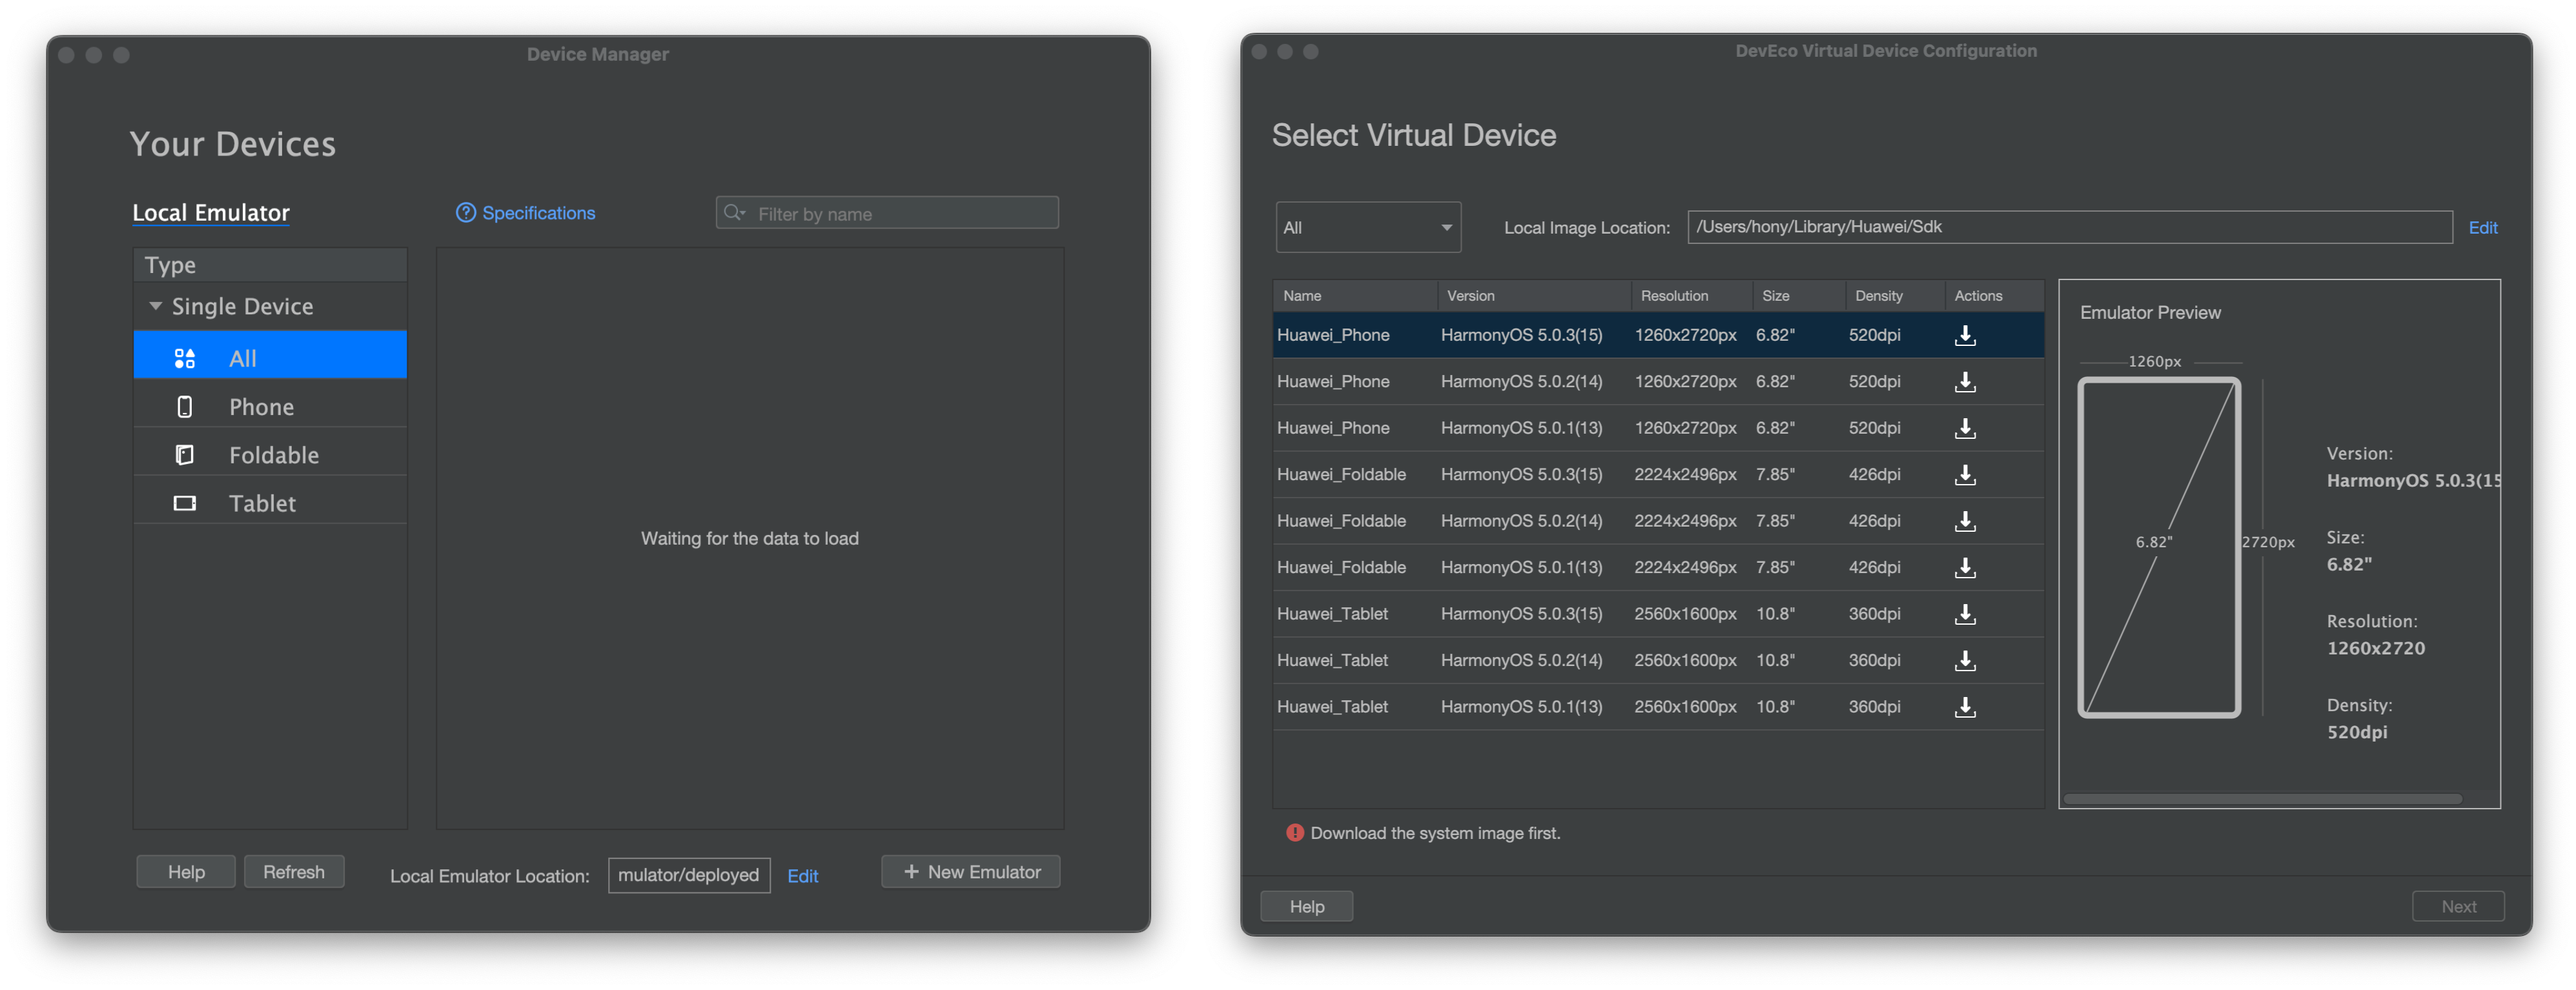 Device Manager
Your Devices
Local Emulator
Specifications
Filter by name
Type
Single Device
All
Phone
Foldable
Tablet
Waiting for the data to load
Help
Refresh
Local Emulator Location:
mulator/deployed
Edit
+ New Emulator
DevEco Virtual Device Configuration
Select Virtual Device
All
Local Image Location:
/Users/hony/Library/Huawei/Sdk
Edit
Name Version Resolution Size Density Actions
Huawei_Phone HarmonyOS 5.0.3(15) 1260x2720px 6.82" 520dpi
Huawei_Phone HarmonyOS 5.0.2(14) 1260x2720px 6.82" 520dpi
Huawei_Phone HarmonyOS 5.0.1(13) 1260x2720px 6.82" 520dpi
Huawei_Foldable HarmonyOS 5.0.3(15) 2224x2496px 7.85" 426dpi
Huawei_Foldable HarmonyOS 5.0.2(14) 2224x2496px 7.85" 426dpi
Huawei_Foldable HarmonyOS 5.0.1(13) 2224x2496px 7.85" 426dpi
Huawei_Tablet HarmonyOS 5.0.3(15) 2560x1600px 10.8" 360dpi
Huawei_Tablet HarmonyOS 5.0.2(14) 2560x1600px 10.8" 360dpi
Huawei_Tablet HarmonyOS 5.0.1(13) 2560x1600px 10.8" 360dpi
Emulator Preview
1260px
6.82"
2720px
Version:
HarmonyOS 5.0.3(15
Size:
6.82"
Resolution:
1260x2720
Density:
520dpi
Download the system image first.
Help
Next